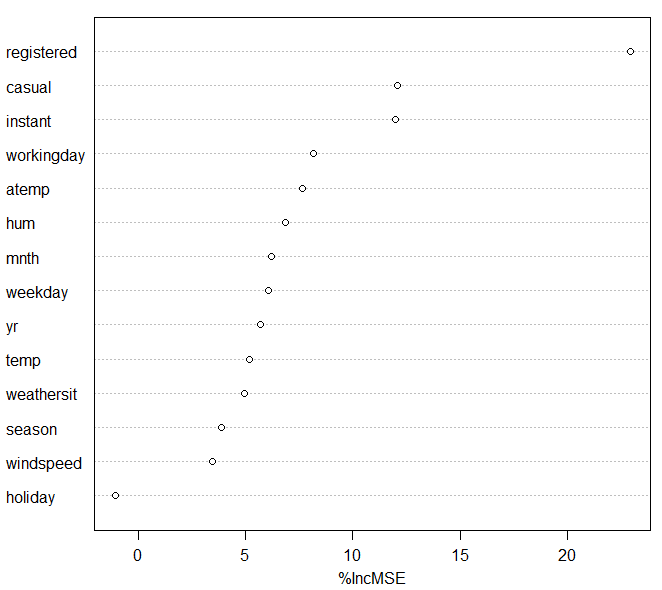 registered
casual
instant
workingday
atemp
hum
mnth
weekday
yr
temp
weathersit
season
windspeed
holiday
0 5 10 15 20
%IncMSE